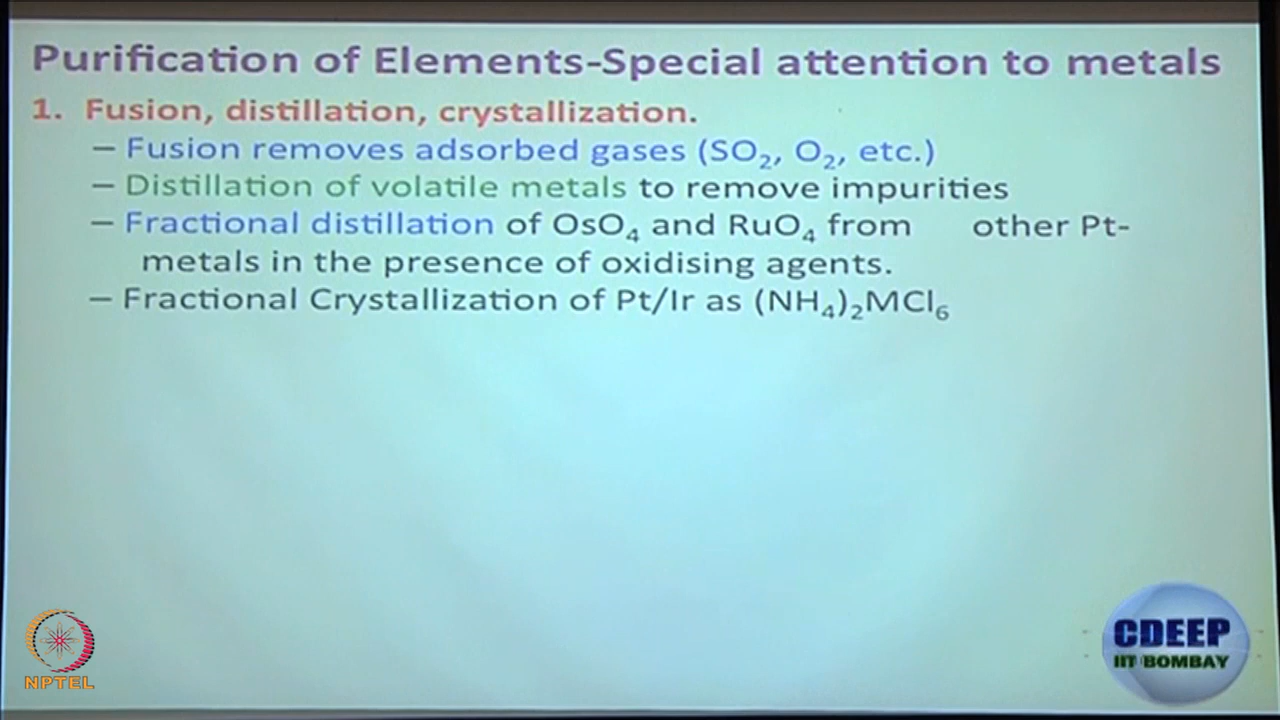 Purification of Elements-Special attention to metals
1. Fusion, distillation, crystallization.
– Fusion removes adsorbed gases (SO₂, O₂, etc.)
– Distillation of volatile metals to remove impurities
– Fractional distillation of OsO₄ and RuO₄ from other Pt-
metals in the presence of oxidising agents.
– Fractional Crystallization of Pt/Ir as (NH₄)₂MCl₆
NPTEL
CDEEP
IIT BOMBAY